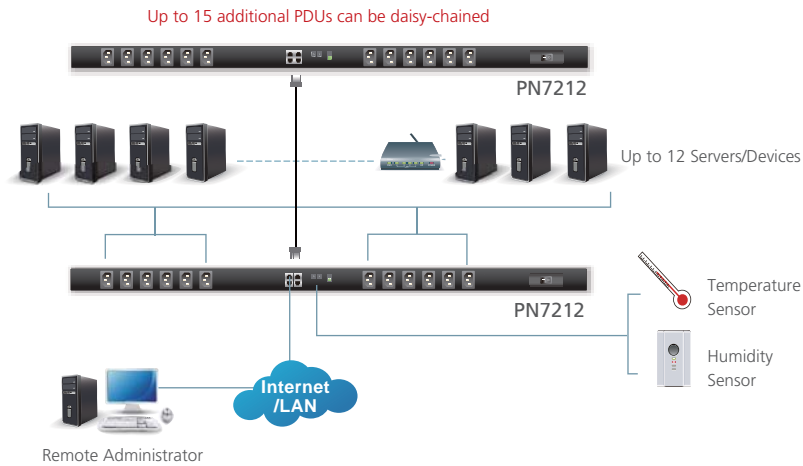 Up to 15 additional PDUs can be daisy-chained
PN7212
Up to 12 Servers/Devices
PN7212
Temperature
Sensor
Humidity
Sensor
Internet
/LAN
Remote Administrator